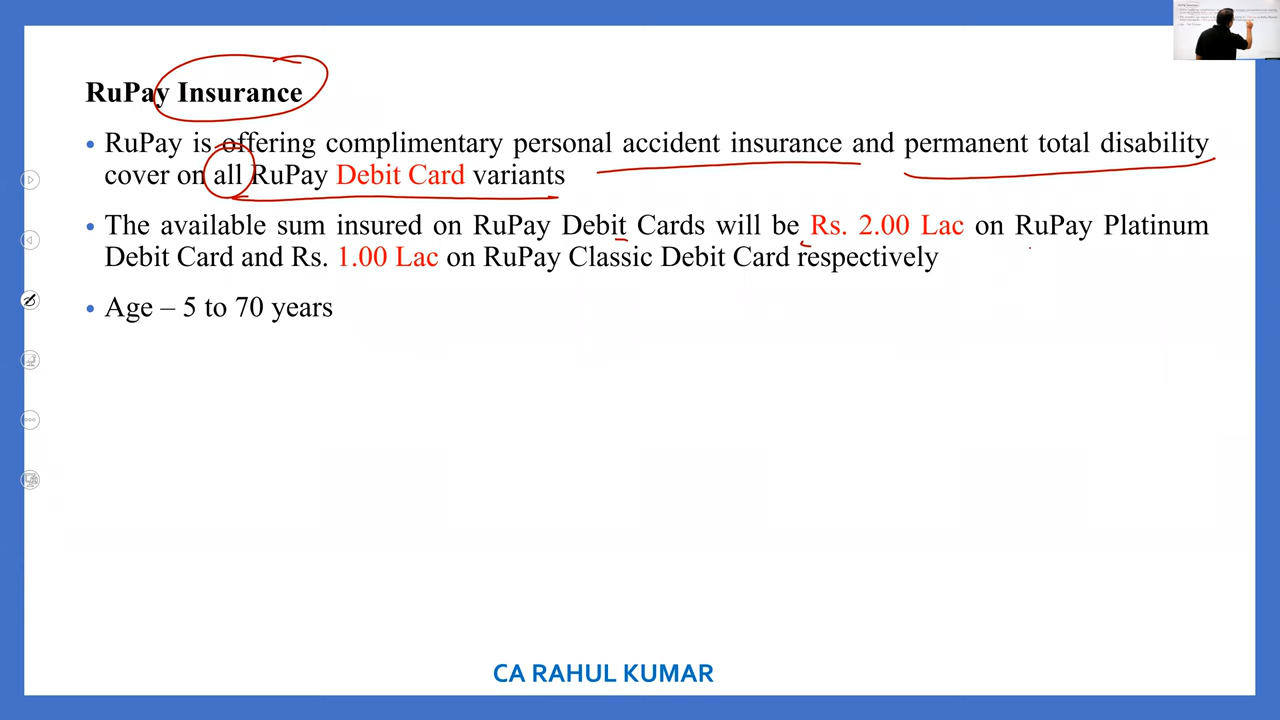 RuPay Insurance
• RuPay is offering complimentary personal accident insurance and permanent total disability
cover on all RuPay Debit Card variants
• The available sum insured on RuPay Debit Cards will be Rs. 2.00 Lac on RuPay Platinum
Debit Card and Rs. 1.00 Lac on RuPay Classic Debit Card respectively
• Age – 5 to 70 years
CA RAHUL KUMAR